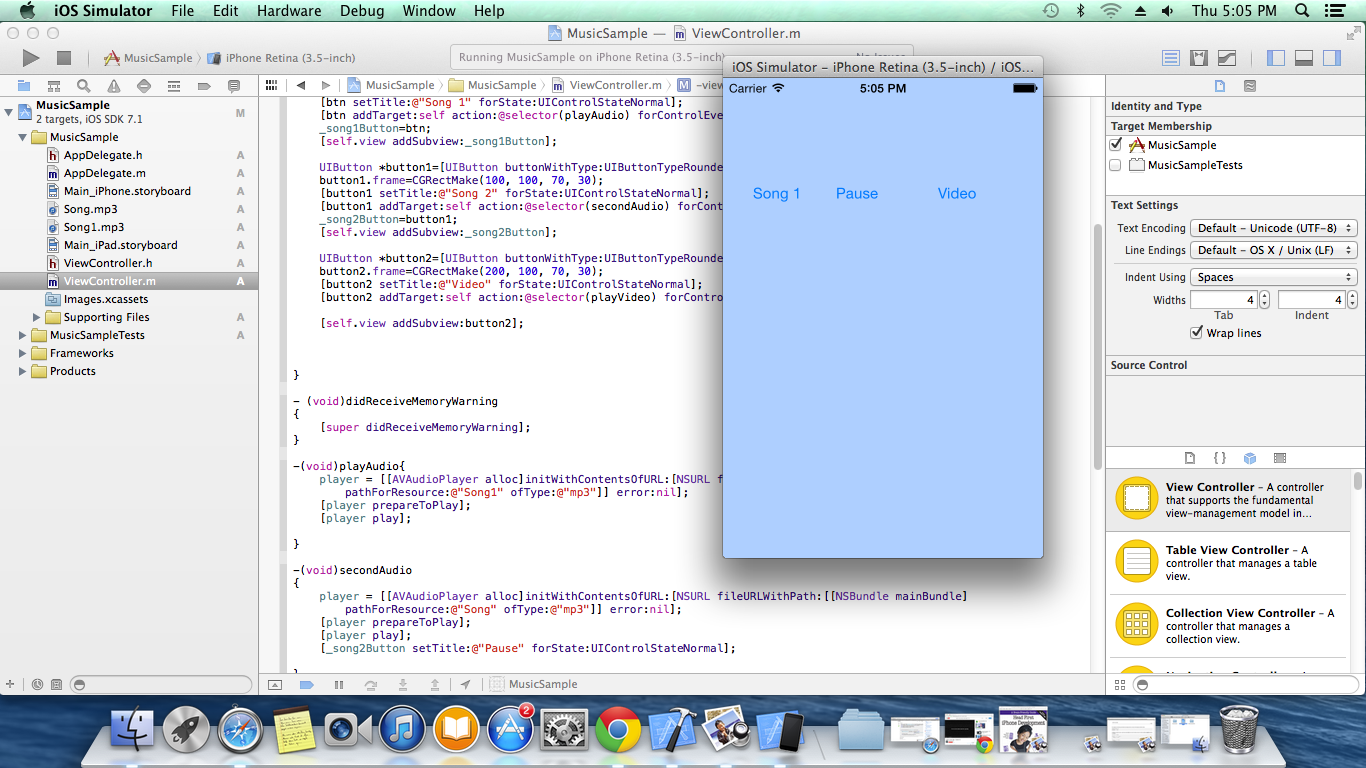 iOS Simulator File Edit Hardware Debug Window Help Thu 5:05 PM
MusicSample — ViewController.m
MusicSample iPhone Retina (3.5-inch)
Running MusicSample on iPhone Retina (3.5-inch)
iOS Simulator – iPhone Retina (3.5-inch) / iOS...
Carrier 5:05 PM
Song 1 Pause Video
MusicSample
2 targets, iOS SDK 7.1
M
MusicSample
AppDelegate.h A
AppDelegate.m A
Main_iPhone.storyboard A
Song.mp3 A
Song1.mp3 A
Main_iPad.storyboard A
ViewController.h A
ViewController.m A
Images.xcassets
Supporting Files A
MusicSampleTests A
Frameworks
Products
MusicSample MusicSample ViewController.m M
[btn setTitle:@"Song 1" forState:UIControlStateNormal];
[btn addTarget:self action:@selector(playAudio) forControlEve
_song1Button=btn;
[self.view addSubview:_song1Button];
UIButton *button1=[UIButton buttonWithType:UIButtonTypeRounde
button1.frame=CGRectMake(100, 100, 70, 30);
[button1 setTitle:@"Song 2" forState:UIControlStateNormal];
[button1 addTarget:self action:@selector(secondAudio) forCont
_song2Button=button1;
[self.view addSubview:_song2Button];
UIButton *button2=[UIButton buttonWithType:UIButtonTypeRounde
button2.frame=CGRectMake(200, 100, 70, 30);
[button2 setTitle:@"Video" forState:UIControlStateNormal];
[button2 addTarget:self action:@selector(playVideo) forContro
[self.view addSubview:button2];
}
- (void)didReceiveMemoryWarning
{
[super didReceiveMemoryWarning];
}
-(void)playAudio{
player = [[AVAudioPlayer alloc]initWithContentsOfURL:[NSURL f
pathForResource:@"Song1" ofType:@"mp3"]] error:nil];
[player prepareToPlay];
[player play];
}
-(void)secondAudio
{
player = [[AVAudioPlayer alloc]initWithContentsOfURL:[NSURL fileURLWithPath:[[NSBundle mainBundle]
pathForResource:@"Song" ofType:@"mp3"]] error:nil];
[player prepareToPlay];
[player play];
[_song2Button setTitle:@"Pause" forState:UIControlStateNormal];
MusicSample
Identity and Type
Target Membership
MusicSample
MusicSampleTests
Text Settings
Text Encoding Default – Unicode (UTF-8)
Line Endings Default – OS X / Unix (LF)
Indent Using Spaces
Widths 4 4
Tab Indent
Wrap lines
Source Control
{ }
View Controller – A controller
that supports the fundamental
view-management model in...
Table View Controller – A
controller that manages a table
view.
Collection View Controller – A
controller that manages a
collection view.
2
Head First
iPhone Development